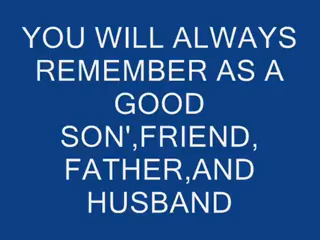 YOU WILL ALWAYS
REMEMBER AS A
GOOD
SON',FRIEND,
FATHER,AND
HUSBAND